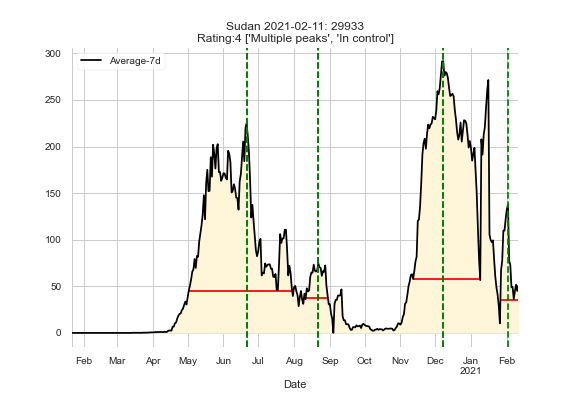 Sudan 2021-02-11: 29933
Rating:4 ['Multiple peaks', 'In control']
Average-7d
300
250
200
150
100
50
0
Feb Mar Apr May Jun Jul Aug Sep Oct Nov Dec Jan Feb
2021
Date